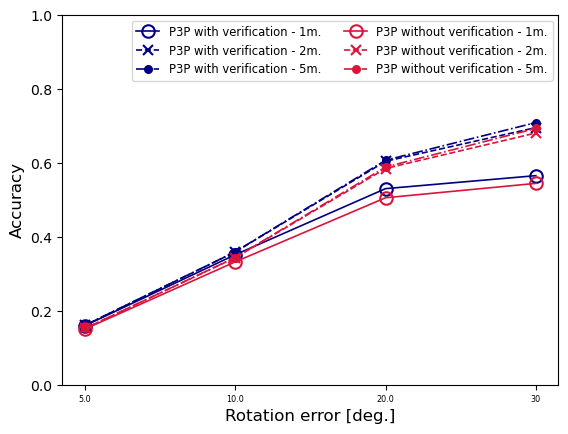 P3P with verification - 1m.
P3P with verification - 2m.
P3P with verification - 5m.
P3P without verification - 1m.
P3P without verification - 2m.
P3P without verification - 5m.
1.0
0.8
0.6
0.4
0.2
0.0
Accuracy
5.0 10.0 20.0 30
Rotation error [deg.]